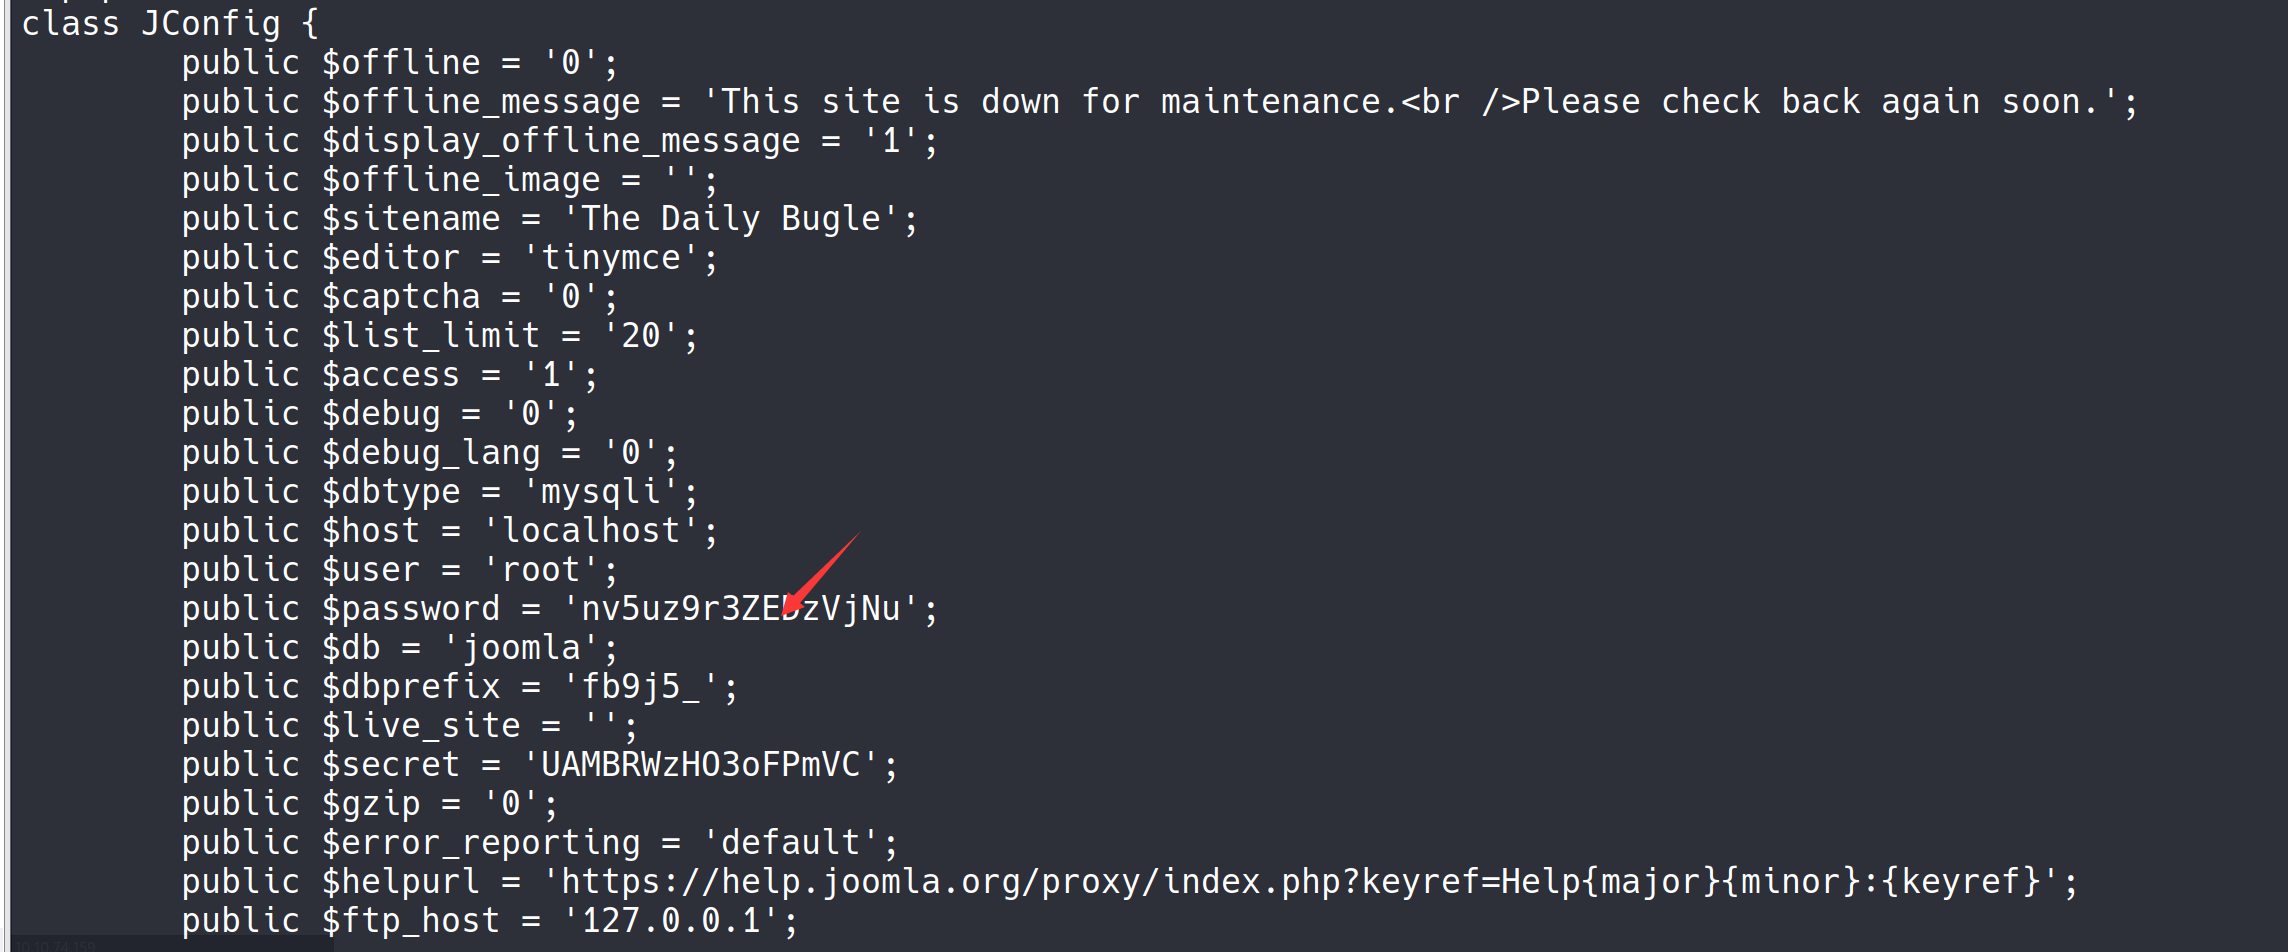 class JConfig {
public $offline = '0';
public $offline_message = 'This site is down for maintenance.<br />Please check back again soon.';
public $display_offline_message = '1';
public $offline_image = '';
public $sitename = 'The Daily Bugle';
public $editor = 'tinymce';
public $captcha = '0';
public $list_limit = '20';
public $access = '1';
public $debug = '0';
public $debug_lang = '0';
public $dbtype = 'mysqli';
public $host = 'localhost';
public $user = 'root';
public $password = 'nv5uz9r3ZEDzVjNu';
public $db = 'joomla';
public $dbprefix = 'fb9j5_';
public $live_site = '';
public $secret = 'UAMBRWzHO3oFPmVC';
public $gzip = '0';
public $error_reporting = 'default';
public $helpurl = 'https://help.joomla.org/proxy/index.php?keyref=Help{major}{minor}:{keyref}';
public $ftp_host = '127.0.0.1';
10.10.74.159